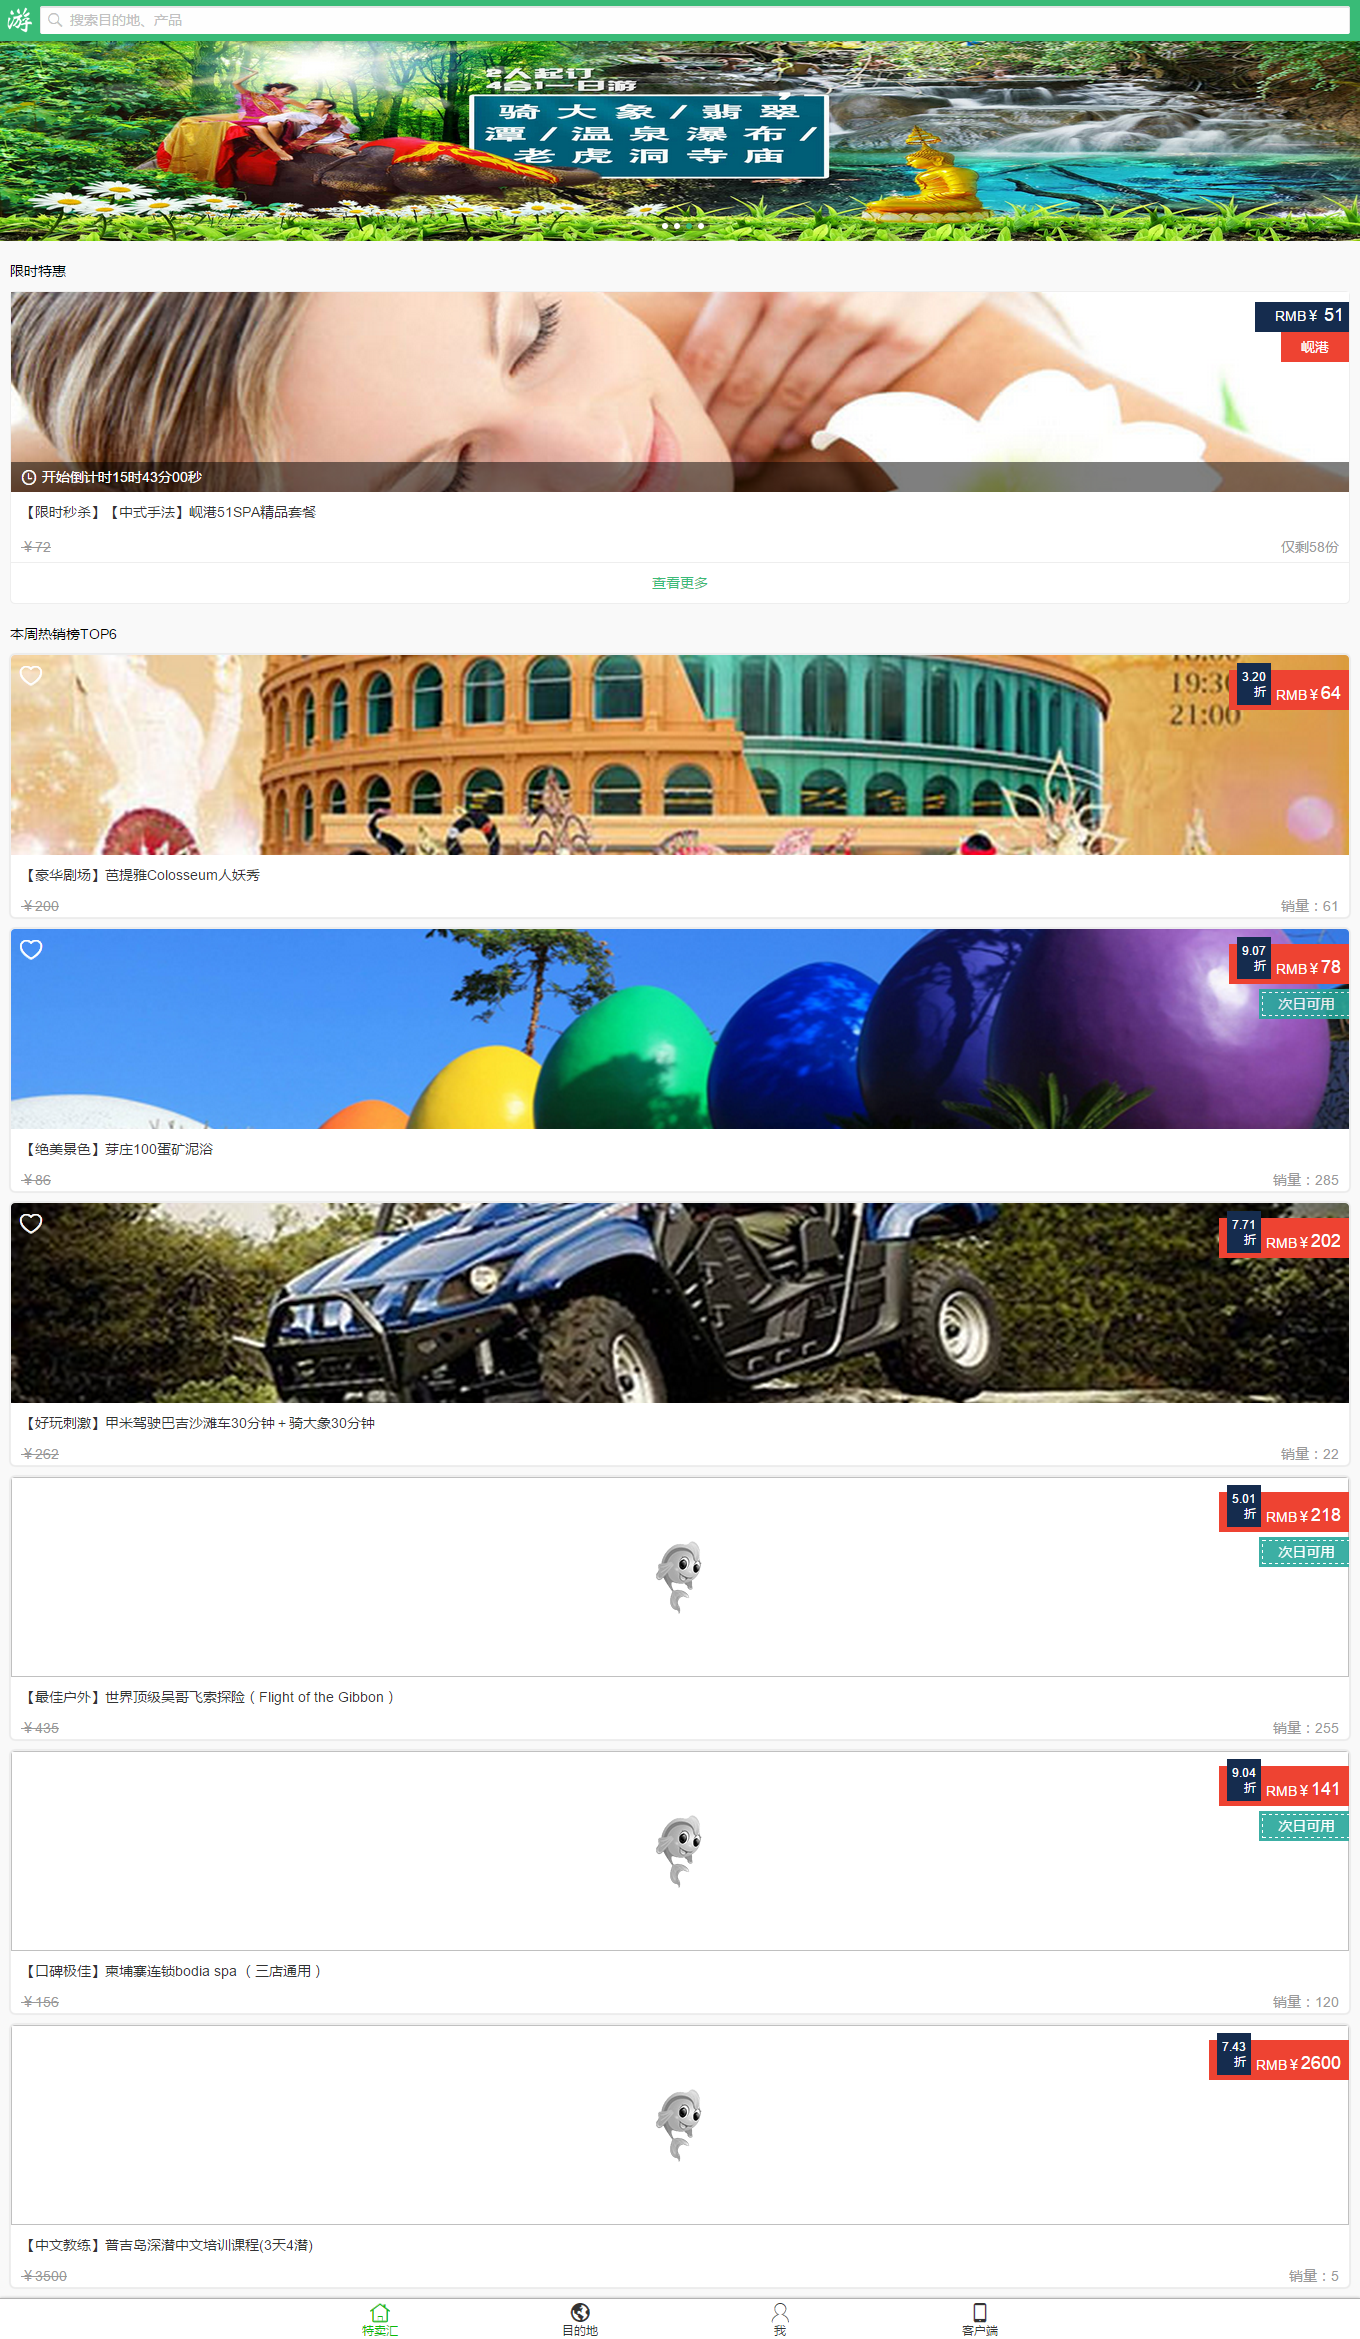 游
搜索目的地、产品
2人起订
4合1一日游
骑大象/翡翠
潭/温泉瀑布/
老虎洞寺庙
限时特惠
RMB¥ 51
岘港
开始倒计时15时43分00秒
【限时秒杀】【中式手法】岘港51SPA精品套餐
¥72
仅剩58份
查看更多
本周热销榜TOP6
19:30
21:00
3.20
折
RMB¥64
【豪华剧场】芭提雅Colosseum人妖秀
¥200
销量：61
9.07
折
RMB¥78
次日可用
【绝美景色】芽庄100蛋矿泥浴
¥86
销量：285
7.71
折
RMB¥202
【好玩刺激】甲米驾驶巴吉沙滩车30分钟＋骑大象30分钟
¥262
销量：22
5.01
折
RMB¥218
次日可用
【最佳户外】世界顶级吴哥飞索探险（Flight of the Gibbon）
¥435
销量：255
9.04
折
RMB¥141
次日可用
【口碑极佳】柬埔寨连锁bodia spa （三店通用）
¥156
销量：120
7.43
折
RMB¥2600
【中文教练】普吉岛深潜中文培训课程(3天4潜)
¥3500
销量：5
特卖汇
目的地
我
客户端